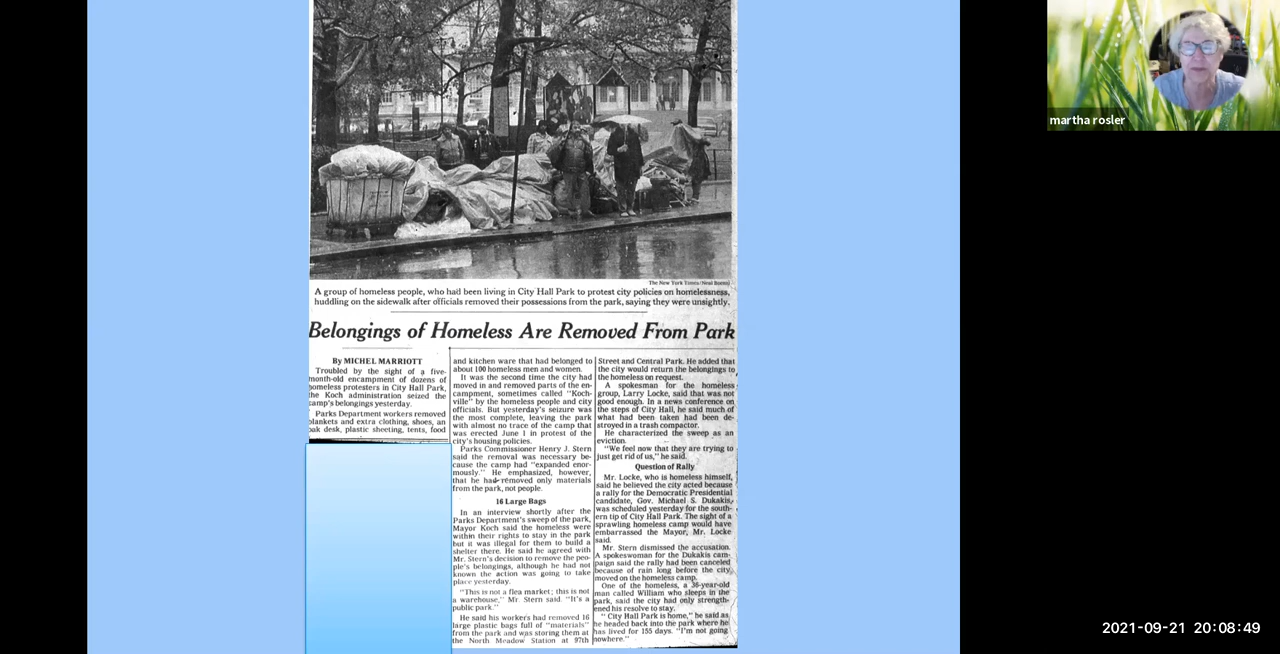 The New York Times
A group of homeless people, who had been living in City Hall Park to protest city policies on homelessness,
huddling on the sidewalk after officials removed their possessions from the park, saying they were unsightly.
Belongings of Homeless Are Removed From Park
By MICHEL MARRIOTT
Troubled by the sight of a five-
month-old encampment of dozens of
homeless protesters in City Hall Park,
the Koch administration seized the
camp's belongings yesterday.
Parks Department workers removed
blankets and extra clothing, shoes, an
oak desk, plastic sheeting, tents, food
and kitchen ware that had belonged to
about 100 homeless men and women.
It was the second time the city had
moved in and removed parts of the en-
campment, sometimes called "Koch-
ville" by the homeless people and city
officials. But yesterday's seizure was
the most complete, leaving the park
with almost no trace of the camp that
was erected June 1 in protest of the
city's housing policies.
Parks Commissioner Henry J. Stern
said the removal was necessary be-
cause the camp had "expanded enor-
mously." He emphasized, however,
that he had removed only materials
from the park, not people.
16 Large Bags
In an interview shortly after the
Parks Department's sweep of the park,
Mayor Koch said the homeless were
within their rights to stay in the park
but it was illegal for them to build a
shelter there. He said he agreed with
Mr. Stern's decision to remove the peo-
ple's belongings, although he had not
known the action was going to take
place yesterday.
"This is not a flea market; this is not
a warehouse," Mr. Stern said. "It's a
public park."
He said his workers had removed 16
large plastic bags full of "materials"
from the park and was storing them at
the North Meadow Station at 97th
Street and Central Park. He added that
the city would return the belongings to
the homeless on request.
A spokesman for the homeless
group, Larry Locke, said that was not
good enough. In a news conference on
the steps of City Hall, he said much of
what had been taken had been de-
stroyed in a trash compactor.
He characterized the sweep as an
eviction.
"We feel now that they are trying to
just get rid of us," he said.
Question of Rally
Mr. Locke, who is homeless himself,
said he believed the city acted because
a rally for the Democratic Presidential
candidate, Gov. Michael S. Dukakis,
was scheduled yesterday for the south-
ern tip of City Hall Park. The sight of a
sprawling homeless camp would have
embarrassed the Mayor, Mr. Locke
said.
Mr. Stern dismissed the accusation.
A spokeswoman for the Dukakis cam-
paign said the rally had been canceled
because of rain long before the city
moved on the homeless camp.
One of the homeless, a 36-year-old
man called William who sleeps in the
park, said the city had only strength-
ened his resolve to stay.
"City Hall Park is home," he said as
he headed back into the park where he
has lived for 155 days. "I'm not going
nowhere."
martha rosler
2021-09-21 20:08:49